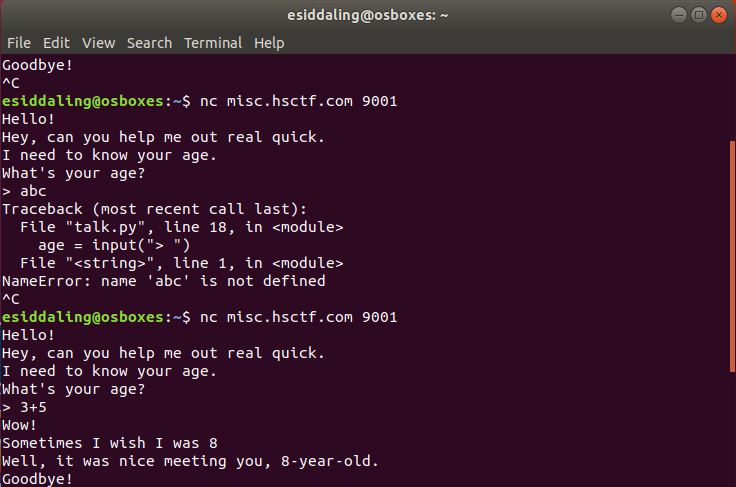 esiddaling@osboxes: ~
File Edit View Search Terminal Help
Goodbye!
^C
esiddaling@osboxes:~$ nc misc.hsctf.com 9001
Hello!
Hey, can you help me out real quick.
I need to know your age.
What's your age?
> abc
Traceback (most recent call last):
  File "talk.py", line 18, in <module>
    age = input("> ")
  File "<string>", line 1, in <module>
NameError: name 'abc' is not defined
^C
esiddaling@osboxes:~$ nc misc.hsctf.com 9001
Hello!
Hey, can you help me out real quick.
I need to know your age.
What's your age?
> 3+5
Wow!
Sometimes I wish I was 8
Well, it was nice meeting you, 8-year-old.
Goodbye!